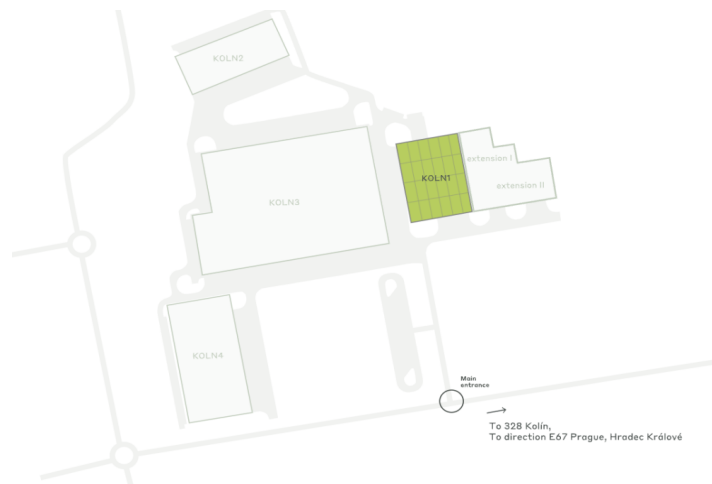 KOLN2
extension I
KOLN1
extension II
KOLN3
KOLN4
Main
entrance
To 328 Kolín,
To direction E67 Prague, Hradec Králové